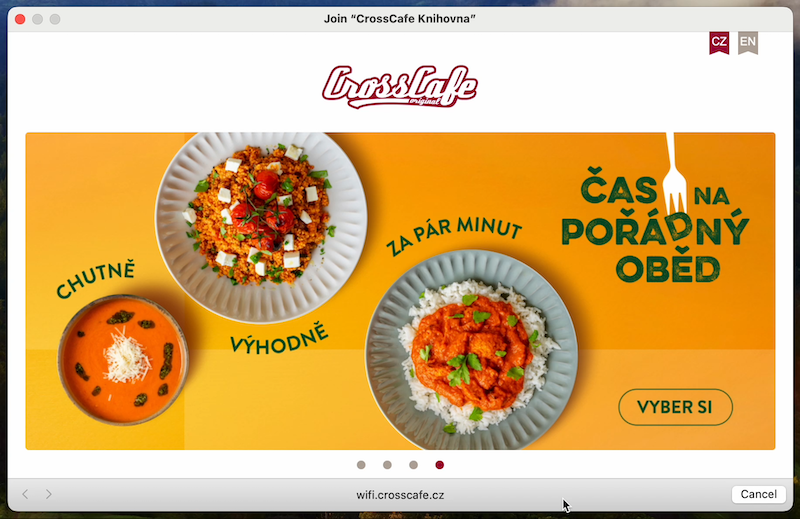 Join “CrossCafe Knihovna”
CZ EN
CrossCafe
original
ČAS NA
POŘÁDNÝ
OBĚD
ZA PÁR MINUT
CHUTNĚ
VÝHODNĚ
VYBER SI
wifi.crosscafe.cz
Cancel